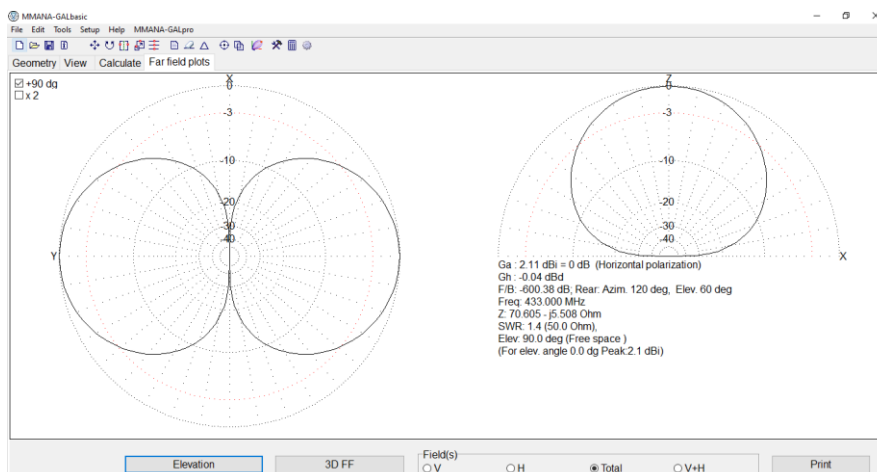 MMANA-GALbasic
File Edit Tools Setup Help MMANA-GALpro
Geometry View Calculate Far field plots
+90 dg
x 2
X
0
-3
-10
-20
-30
-40
Y
Z
0
-3
-10
-20
-30
-40
X
Ga : 2.11 dBi = 0 dB (Horizontal polarization)
Gh : -0.04 dBd
F/B: -600.38 dB; Rear: Azim. 120 deg, Elev. 60 deg
Freq: 433.000 MHz
Z: 70.605 - j5.508 Ohm
SWR: 1.4 (50.0 Ohm),
Elev: 90.0 deg (Free space )
(For elev. angle 0.0 dg Peak:2.1 dBi)
Elevation
3D FF
Field(s)
V H Total V+H
Print